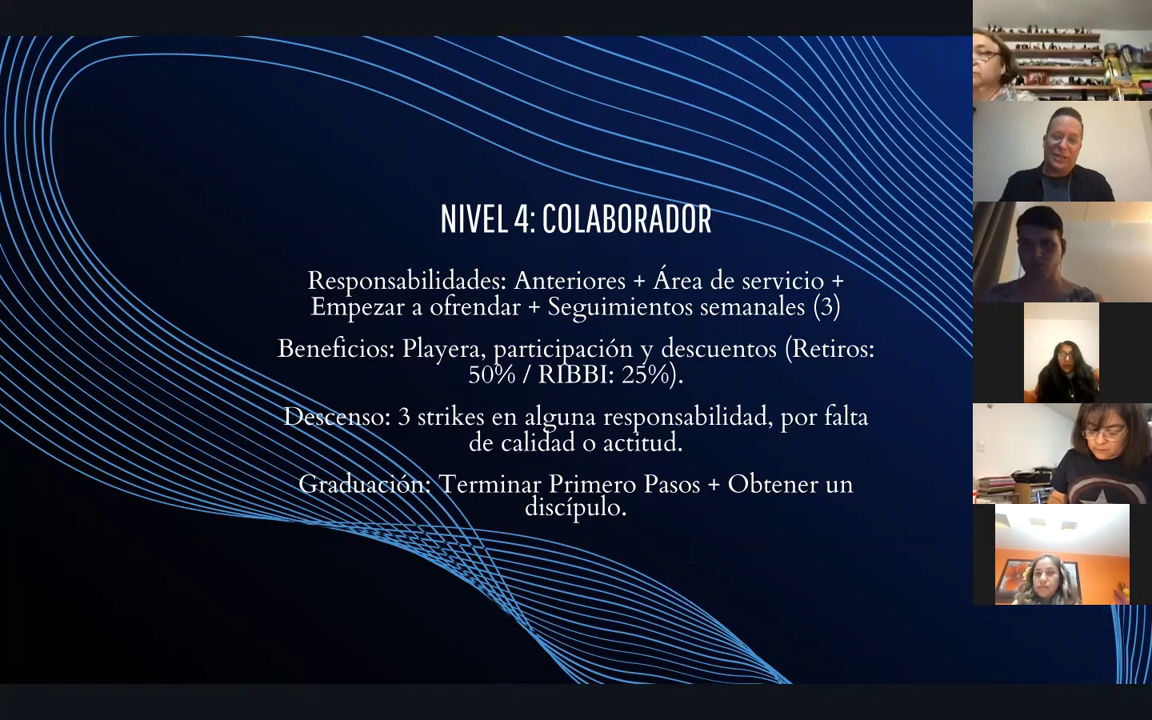 NIVEL 4: COLABORADOR
Responsabilidades: Anteriores + Área de servicio +
Empezar a ofrendar + Seguimientos semanales (3)
Beneficios: Playera, participación y descuentos (Retiros:
50% / RIBBI: 25%).
Descenso: 3 strikes en alguna responsabilidad, por falta
de calidad o actitud.
Graduación: Terminar Primero Pasos + Obtener un
discípulo.